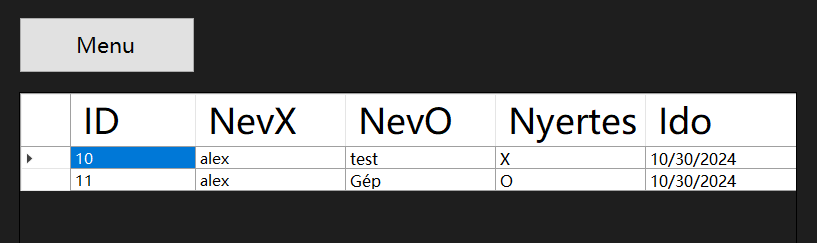 Menu
ID NevX NevO Nyertes Ido
10 alex test X 10/30/2024
11 alex Gép O 10/30/2024